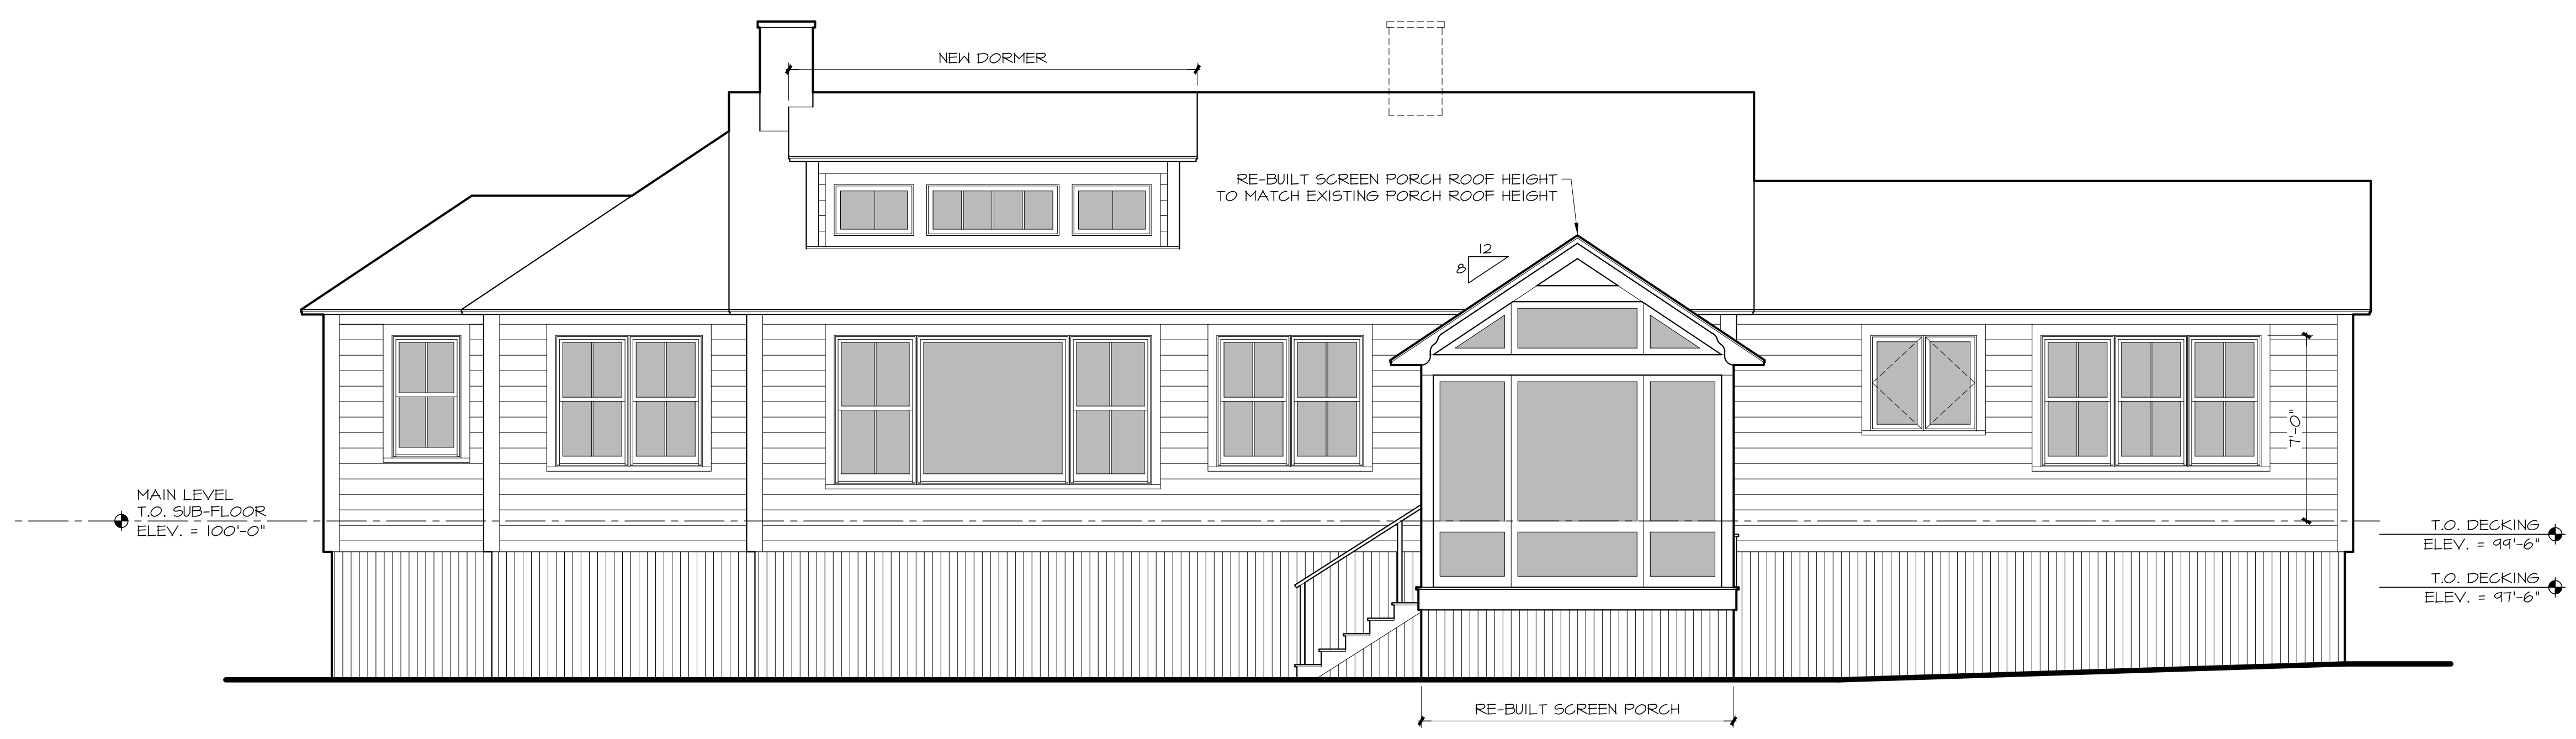 NEW DORMER
RE-BUILT SCREEN PORCH ROOF HEIGHT
TO MATCH EXISTING PORCH ROOF HEIGHT
12
8
7'-0"
MAIN LEVEL
T.O. SUB-FLOOR
ELEV. = 100'-0"
T.O. DECKING
ELEV. = 99'-6"
T.O. DECKING
ELEV. = 97'-6"
RE-BUILT SCREEN PORCH